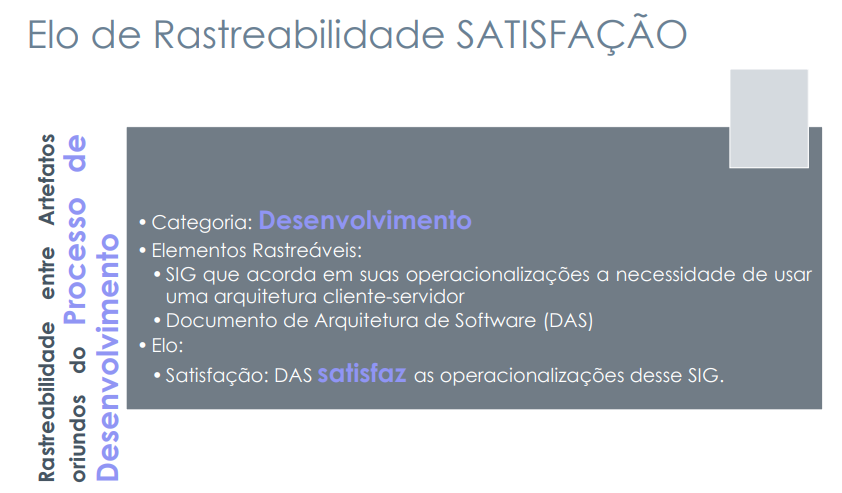 Elo de Rastreabilidade SATISFAÇÃO
Rastreabilidade entre Artefatos
oriundos do Processo de
Desenvolvimento
• Categoria: Desenvolvimento
• Elementos Rastreáveis:
• SIG que acorda em suas operacionalizações a necessidade de usar
uma arquitetura cliente-servidor
• Documento de Arquitetura de Software (DAS)
• Elo:
• Satisfação: DAS satisfaz as operacionalizações desse SIG.